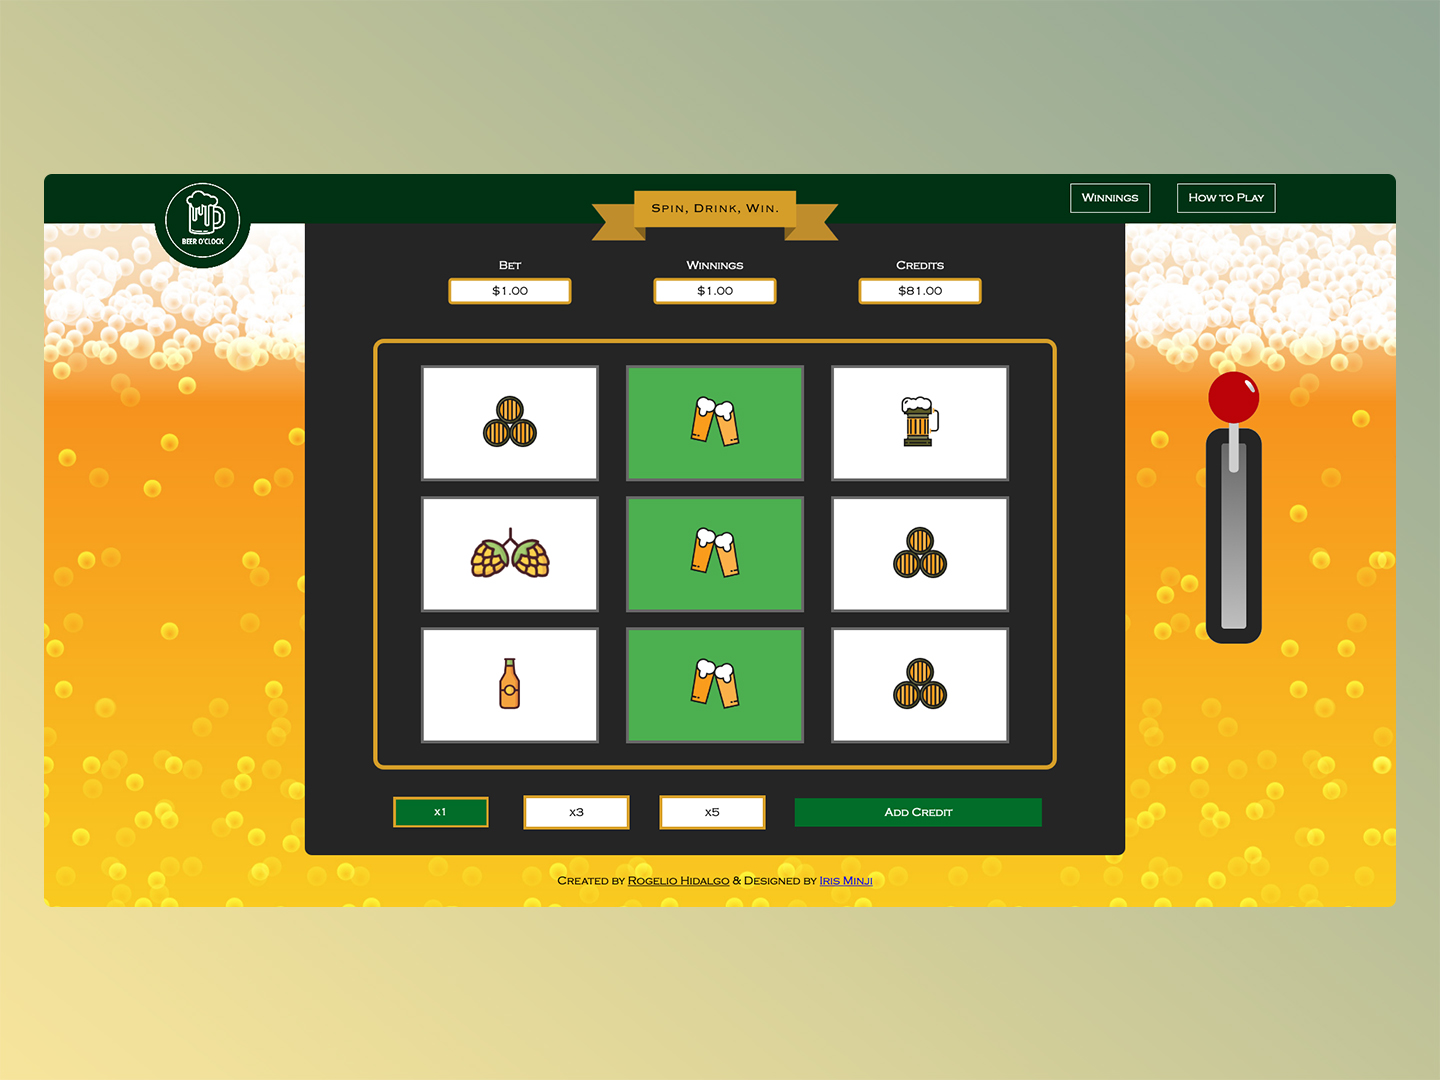 BEER O'CLOCK
Spin, Drink, Win.
Winnings
How to Play
Bet
Winnings
Credits
$1.00
$1.00
$81.00
x1
x3
x5
Add Credit
Created by Rogelio Hidalgo & Designed by Iris Minji